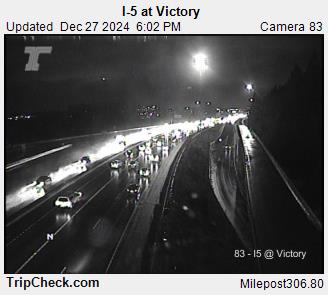 I-5 at Victory
Updated Dec 27 2024 6:02 PM Camera 83
T
N
83 - I5 @ Victory
TripCheck.com Milepost306.80